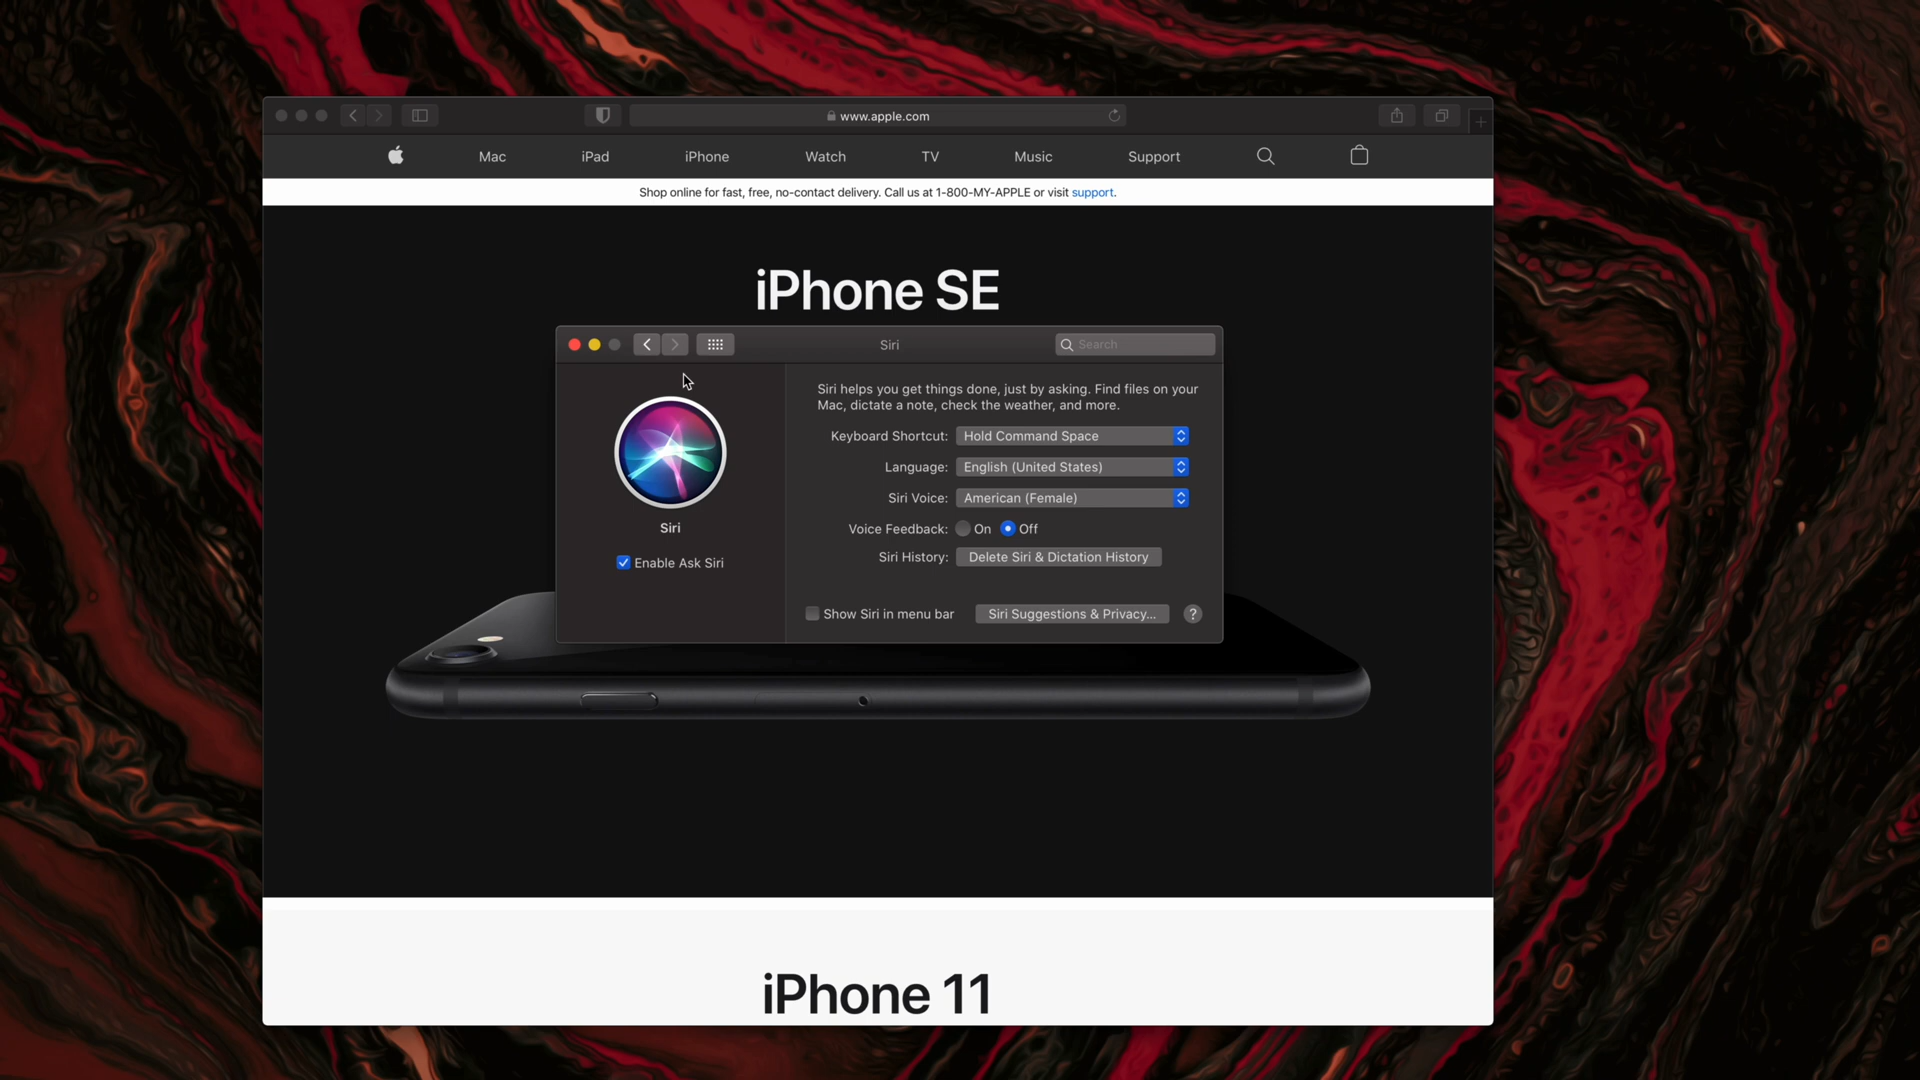 www.apple.com
Mac iPad iPhone Watch TV Music Support
Shop online for fast, free, no-contact delivery. Call us at 1-800-MY-APPLE or visit support.
iPhone SE
Siri
Search
Siri
Enable Ask Siri
Siri helps you get things done, just by asking. Find files on your
Mac, dictate a note, check the weather, and more.
Keyboard Shortcut: Hold Command Space
Language: English (United States)
Siri Voice: American (Female)
Voice Feedback: On Off
Siri History: Delete Siri & Dictation History
Show Siri in menu bar Siri Suggestions & Privacy... ?
iPhone 11